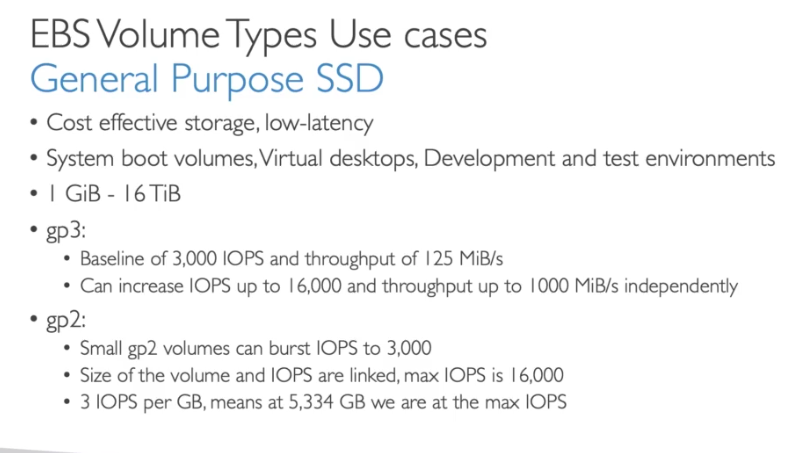 EBS Volume Types Use cases
General Purpose SSD
• Cost effective storage, low-latency
• System boot volumes, Virtual desktops, Development and test environments
• 1 GiB - 16 TiB
• gp3:
• Baseline of 3,000 IOPS and throughput of 125 MiB/s
• Can increase IOPS up to 16,000 and throughput up to 1000 MiB/s independently
• gp2:
• Small gp2 volumes can burst IOPS to 3,000
• Size of the volume and IOPS are linked, max IOPS is 16,000
• 3 IOPS per GB, means at 5,334 GB we are at the max IOPS